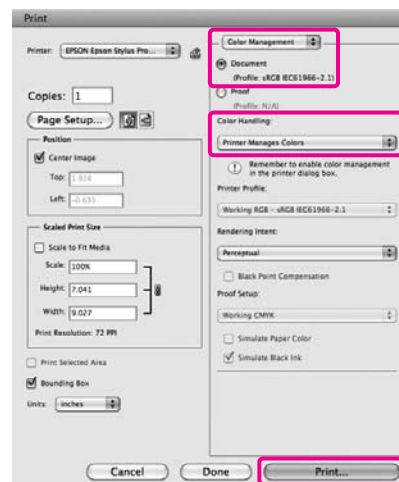 Print
Printer: EPSON Epson Stylus Pro...
Copies: 1
Page Setup...
Position
Center Image
Top: 1.916
Left: -0.633
Scaled Print Size
Scale to Fit Media
Scale: 100%
Height: 7.041
Width: 9.027
Print Resolution: 72 PPI
Print Selected Area
Bounding Box
Units: inches
Color Management
Document
(Profile: sRGB IEC61966-2.1)
Proof
(Profile: N/A)
Color Handling:
Printer Manages Colors
Remember to enable color management
in the printer dialog box.
Printer Profile:
Working RGB - sRGB IEC61966-2.1
Rendering Intent:
Perceptual
Black Point Compensation
Proof Setup:
Working CMYK
Simulate Paper Color
Simulate Black Ink
Cancel
Done
Print...